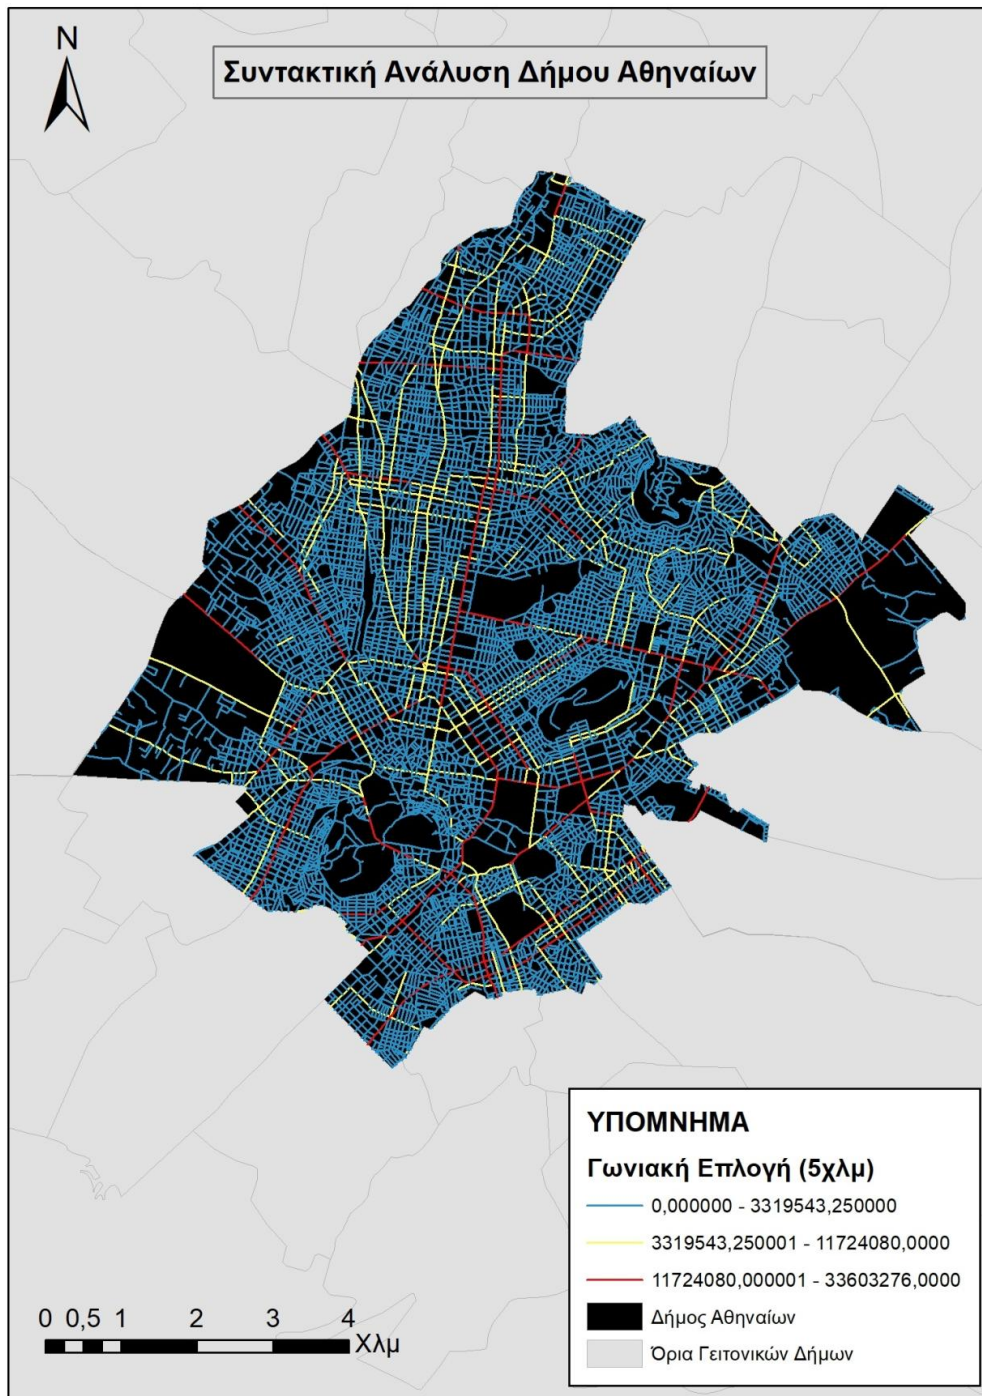 N
Συντακτική Ανάλυση Δήμου Αθηναίων
ΥΠΟΜΝΗΜΑ
Γωνιακή Επλογή (5χλμ)
0,000000 - 3319543,250000
3319543,250001 - 11724080,0000
11724080,000001 - 33603276,0000
Δήμος Αθηναίων
Όρια Γειτονικών Δήμων
0 0,5 1 2 3 4
Χλμ